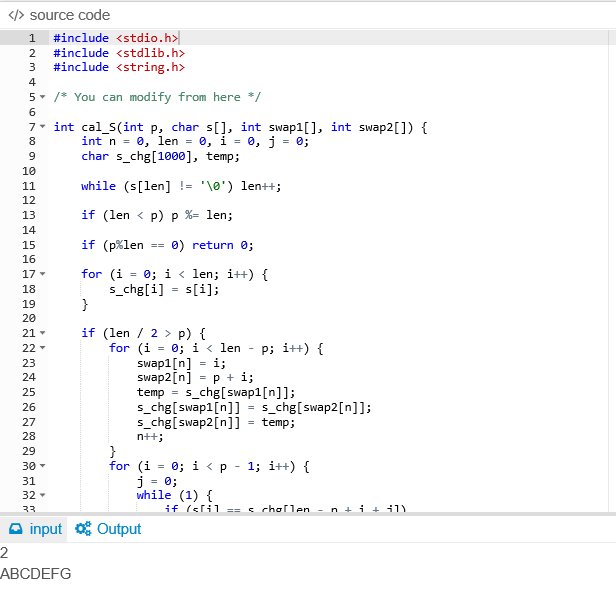 </> source code
1 #include <stdio.h>
2 #include <stdlib.h>
3 #include <string.h>
4
5 /* You can modify from here */
6
7 int cal_S(int p, char s[], int swap1[], int swap2[]) {
8 int n = 0, len = 0, i = 0, j = 0;
9 char s_chg[1000], temp;
10
11 while (s[len] != '\0') len++;
12
13 if (len < p) p %= len;
14
15 if (p%len == 0) return 0;
16
17 for (i = 0; i < len; i++) {
18 s_chg[i] = s[i];
19 }
20
21 if (len / 2 > p) {
22 for (i = 0; i < len - p; i++) {
23 swap1[n] = i;
24 swap2[n] = p + i;
25 temp = s_chg[swap1[n]];
26 s_chg[swap1[n]] = s_chg[swap2[n]];
27 s_chg[swap2[n]] = temp;
28 n++;
29 }
30 for (i = 0; i < p - 1; i++) {
31 j = 0;
32 while (1) {
33 if (s[i] == s_chg[len - p + i + j])
input Output
2
ABCDEFG